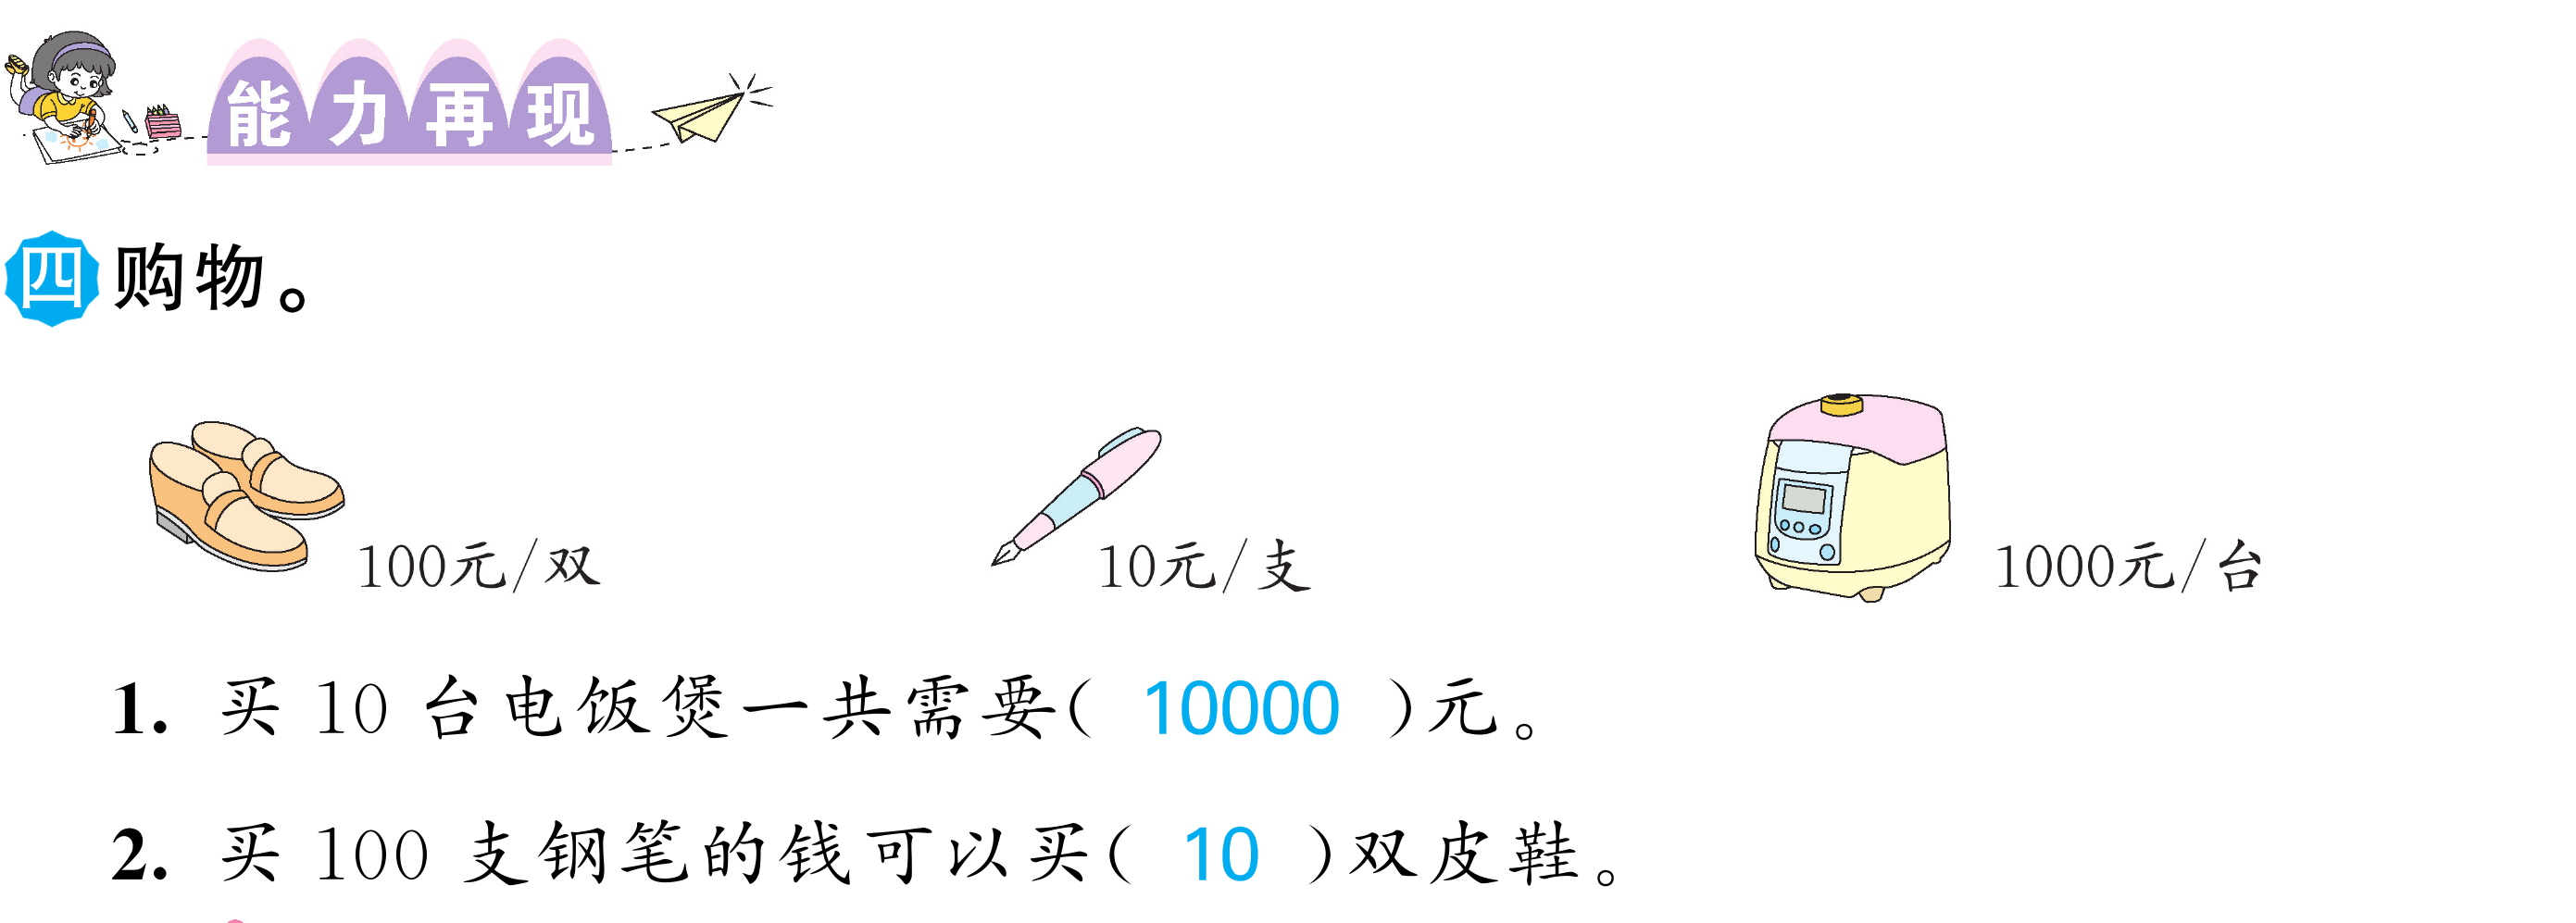 能力再现
四 购物。
100元/双 10元/支 1000元/台
1. 买 10 台电饭煲一共需要( 10000 )元。
2. 买 100 支钢笔的钱可以买( 10 )双皮鞋。